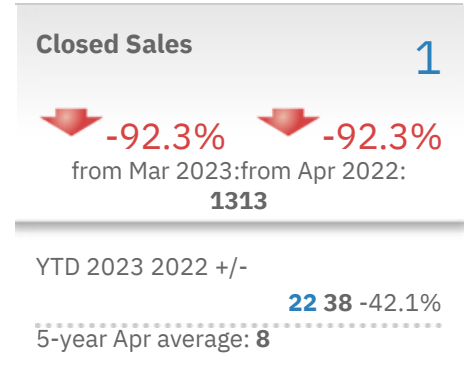 Closed Sales
1
-92.3% -92.3%
from Mar 2023:from Apr 2022:
1313
YTD 2023 2022 +/-
22 38 -42.1%
5-year Apr average: 8